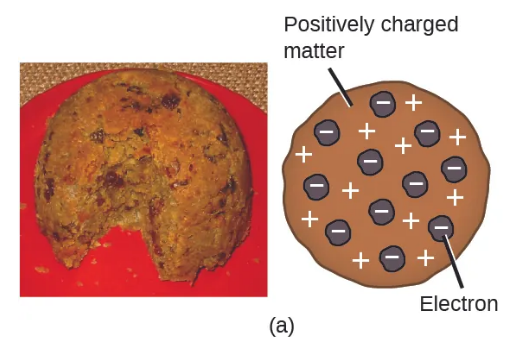 Positively charged
matter
Electron
(a)